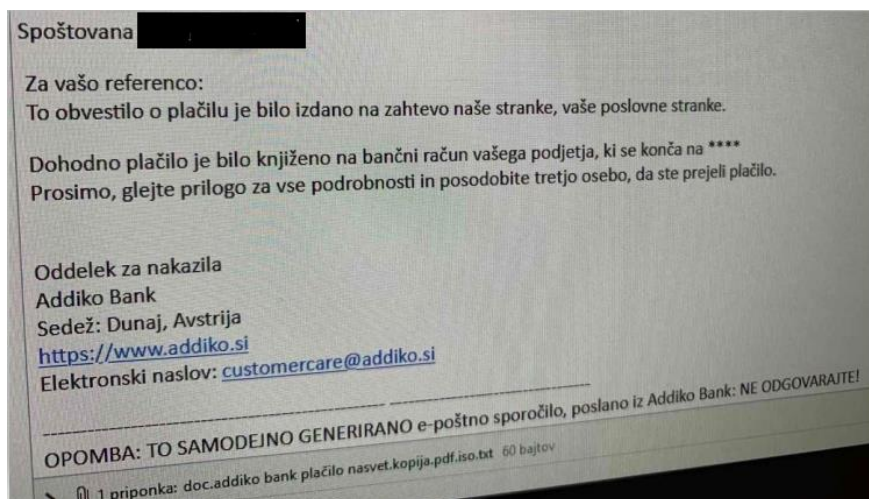 Spoštovana
Za vašo referenco:
To obvestilo o plačilu je bilo izdano na zahtevo naše stranke, vaše poslovne stranke.
Dohodno plačilo je bilo knjiženo na bančni račun vašega podjetja, ki se konča na ****
Prosimo, glejte prilogo za vse podrobnosti in posodobite tretjo osebo, da ste prejeli plačilo.
Oddelek za nakazila
Addiko Bank
Sedež: Dunaj, Avstrija
https://www.addiko.si
Elektronski naslov: customercare@addiko.si
-------------------------------------------------- ------------------------------
OPOMBA: TO SAMODEJNO GENERIRANO e-poštno sporočilo, poslano iz Addiko Bank: NE ODGOVARAJTE!
1 priponka: doc.addiko bank plačilo nasvet.kopija.pdf.iso.txt 60 bajtov